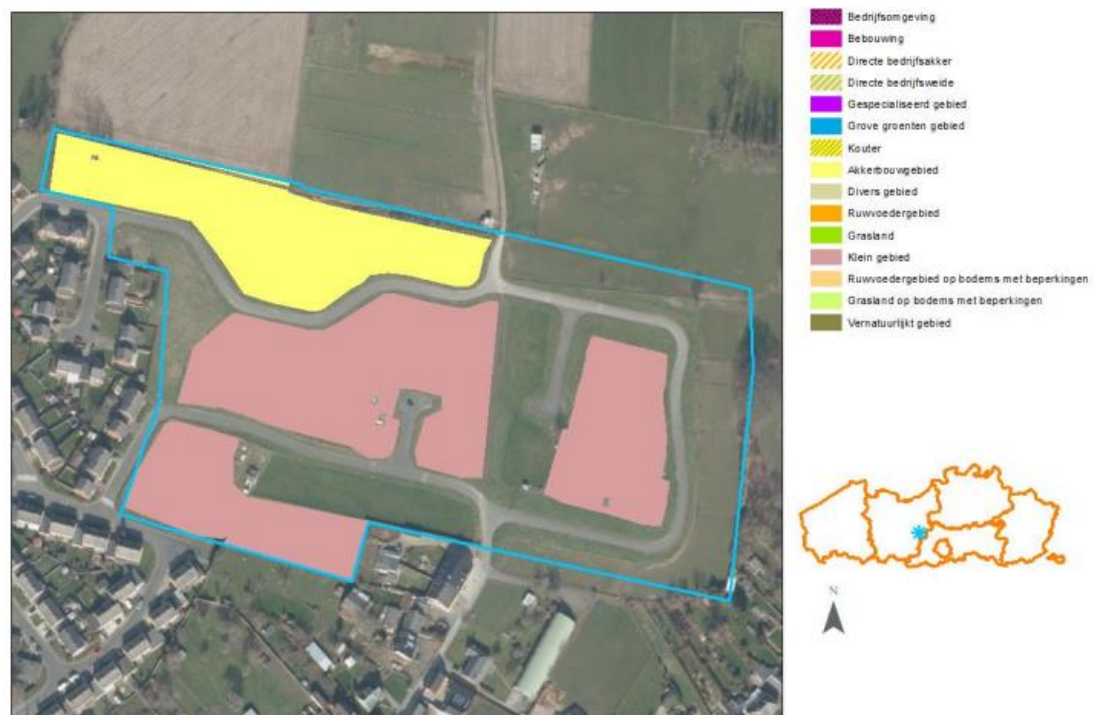 Bedrijfsomgeving
Bebouwing
Directe bedrijfsakker
Directe bedrijfsweide
Gespecialiseerd gebied
Grove groenten gebied
Kouter
Akkerbouwgebied
Divers gebied
Ruwvoedergebied
Grasland
Klein gebied
Ruwvoedergebied op bodems met beperkingen
Grasland op bodems met beperkingen
Vernatuurlijkt gebied
N